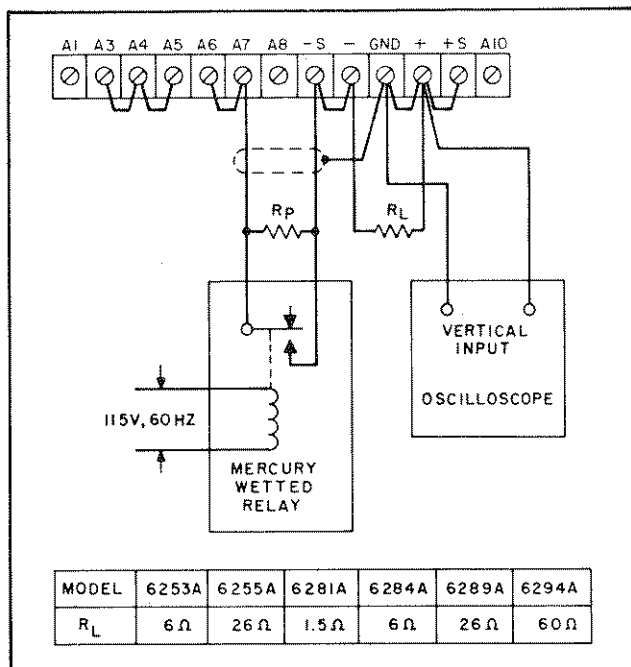 A1 A3 A4 A5 A6 A7 A8 -S - GND + +S A10
RP RL
VERTICAL
INPUT
OSCILLOSCOPE
115V, 60 HZ
MERCURY
WETTED
RELAY
MODEL 6253A 6255A 6281A 6284A 6289A 6294A
RL 6Ω 26Ω 1.5Ω 6Ω 26Ω 60Ω